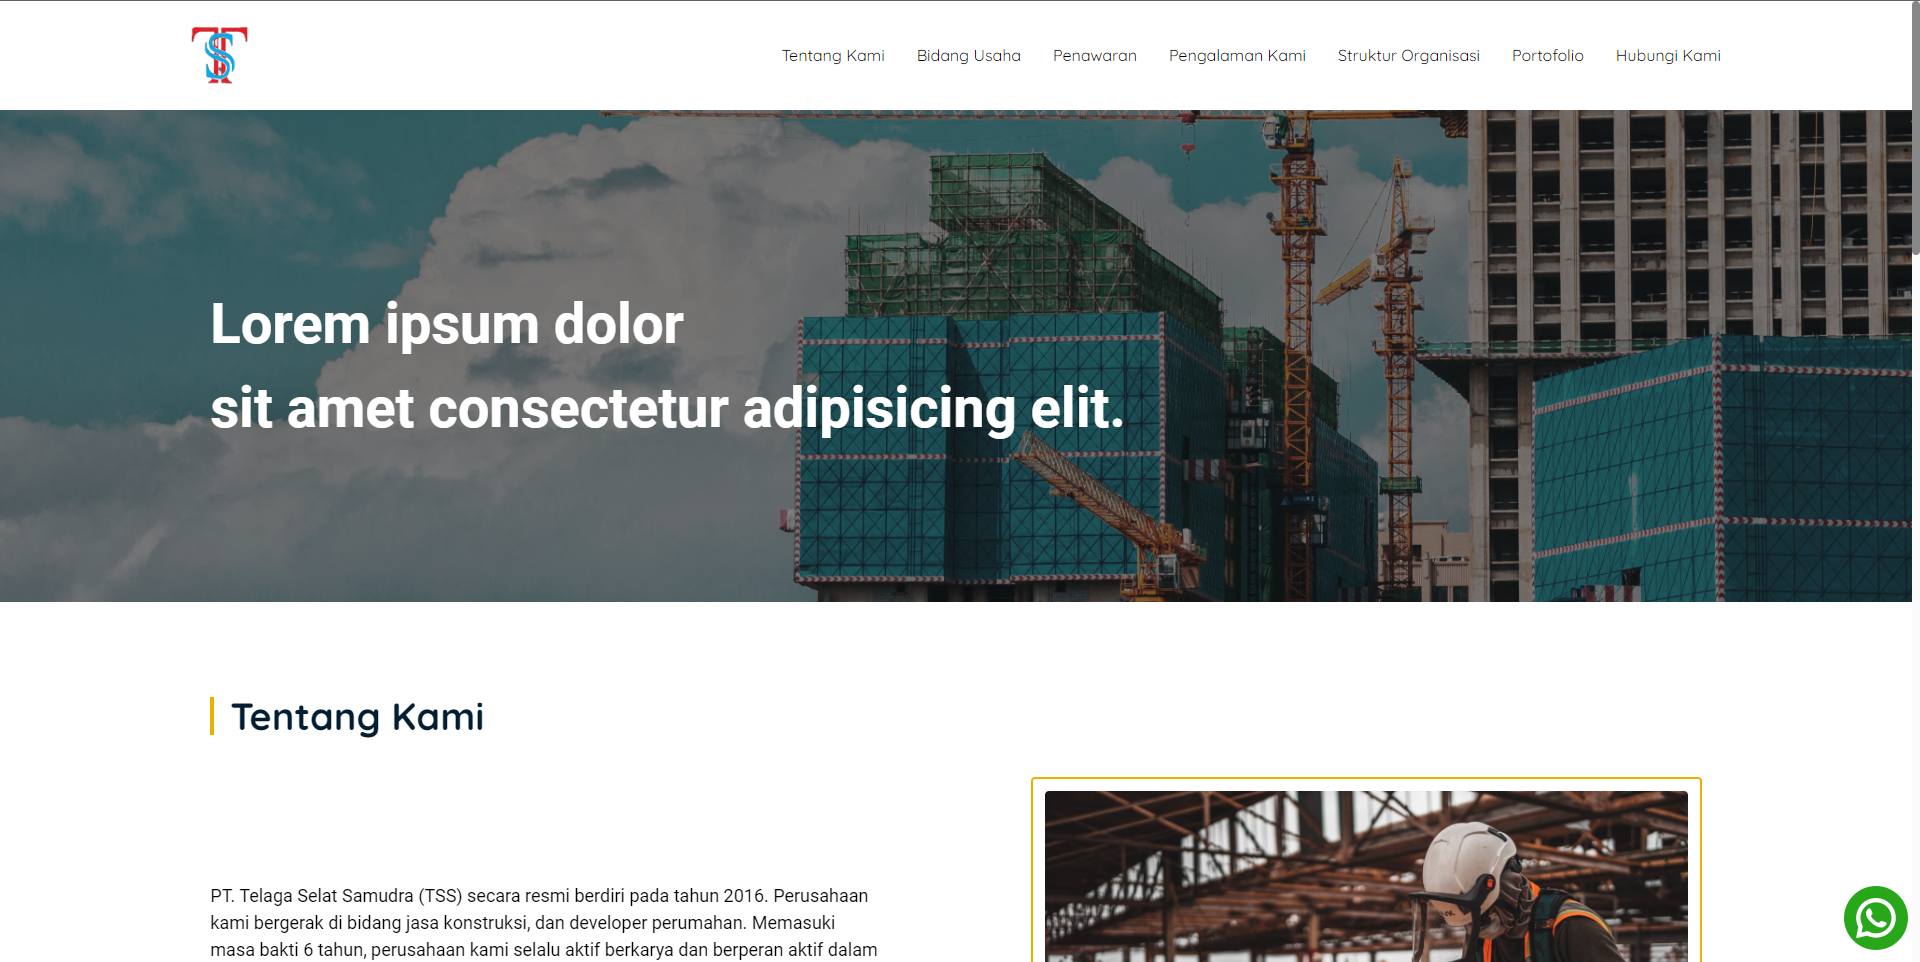 TSS
Tentang Kami Bidang Usaha Penawaran Pengalaman Kami Struktur Organisasi Portofolio Hubungi Kami
Lorem ipsum dolor
sit amet consectetur adipisicing elit.
Tentang Kami
PT. Telaga Selat Samudra (TSS) secara resmi berdiri pada tahun 2016. Perusahaan
kami bergerak di bidang jasa konstruksi, dan developer perumahan. Memasuki
masa bakti 6 tahun, perusahaan kami selalu aktif berkarya dan berperan aktif dalam